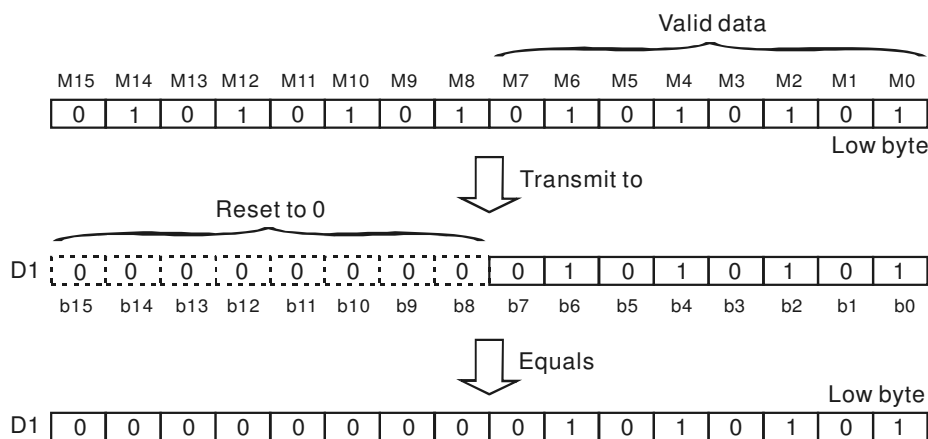 Valid data
M15 M14 M13 M12 M11 M10 M9 M8 M7 M6 M5 M4 M3 M2 M1 M0
0 1 0 1 0 1 0 1 0 1 0 1 0 1 0 1
Low byte
Transmit to
Reset to 0
D1 0 0 0 0 0 0 0 0 0 1 0 1 0 1 0 1
b15 b14 b13 b12 b11 b10 b9 b8 b7 b6 b5 b4 b3 b2 b1 b0
Equals
Low byte
D1 0 0 0 0 0 0 0 0 0 1 0 1 0 1 0 1